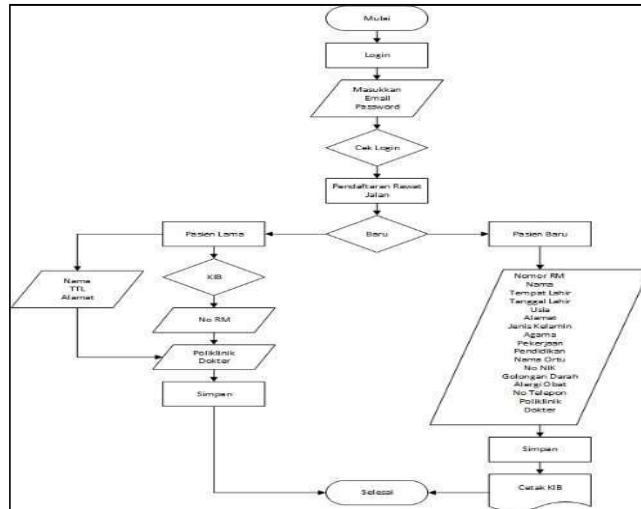 Mulai
Login
Masukkan
Email
Password
Cek Login
Pendaftaran Rawat
Jalan
Pasien Lama
Baru
Pasien Baru
Nama
TTL
Alamat
KIB
No RM
Poliklinik
Dokter
Simpan
Nomor RM
Nama
Tempat Lahir
Tanggal Lahir
Usia
Alamat
Jenis Kelamin
Agama
Pekerjaan
Pendidikan
Nama Ortu
No NIK
Golongan Darah
Alergi Obat
No Telepon
Poliklinik
Dokter
Simpan
Cetak KIB
Selesai